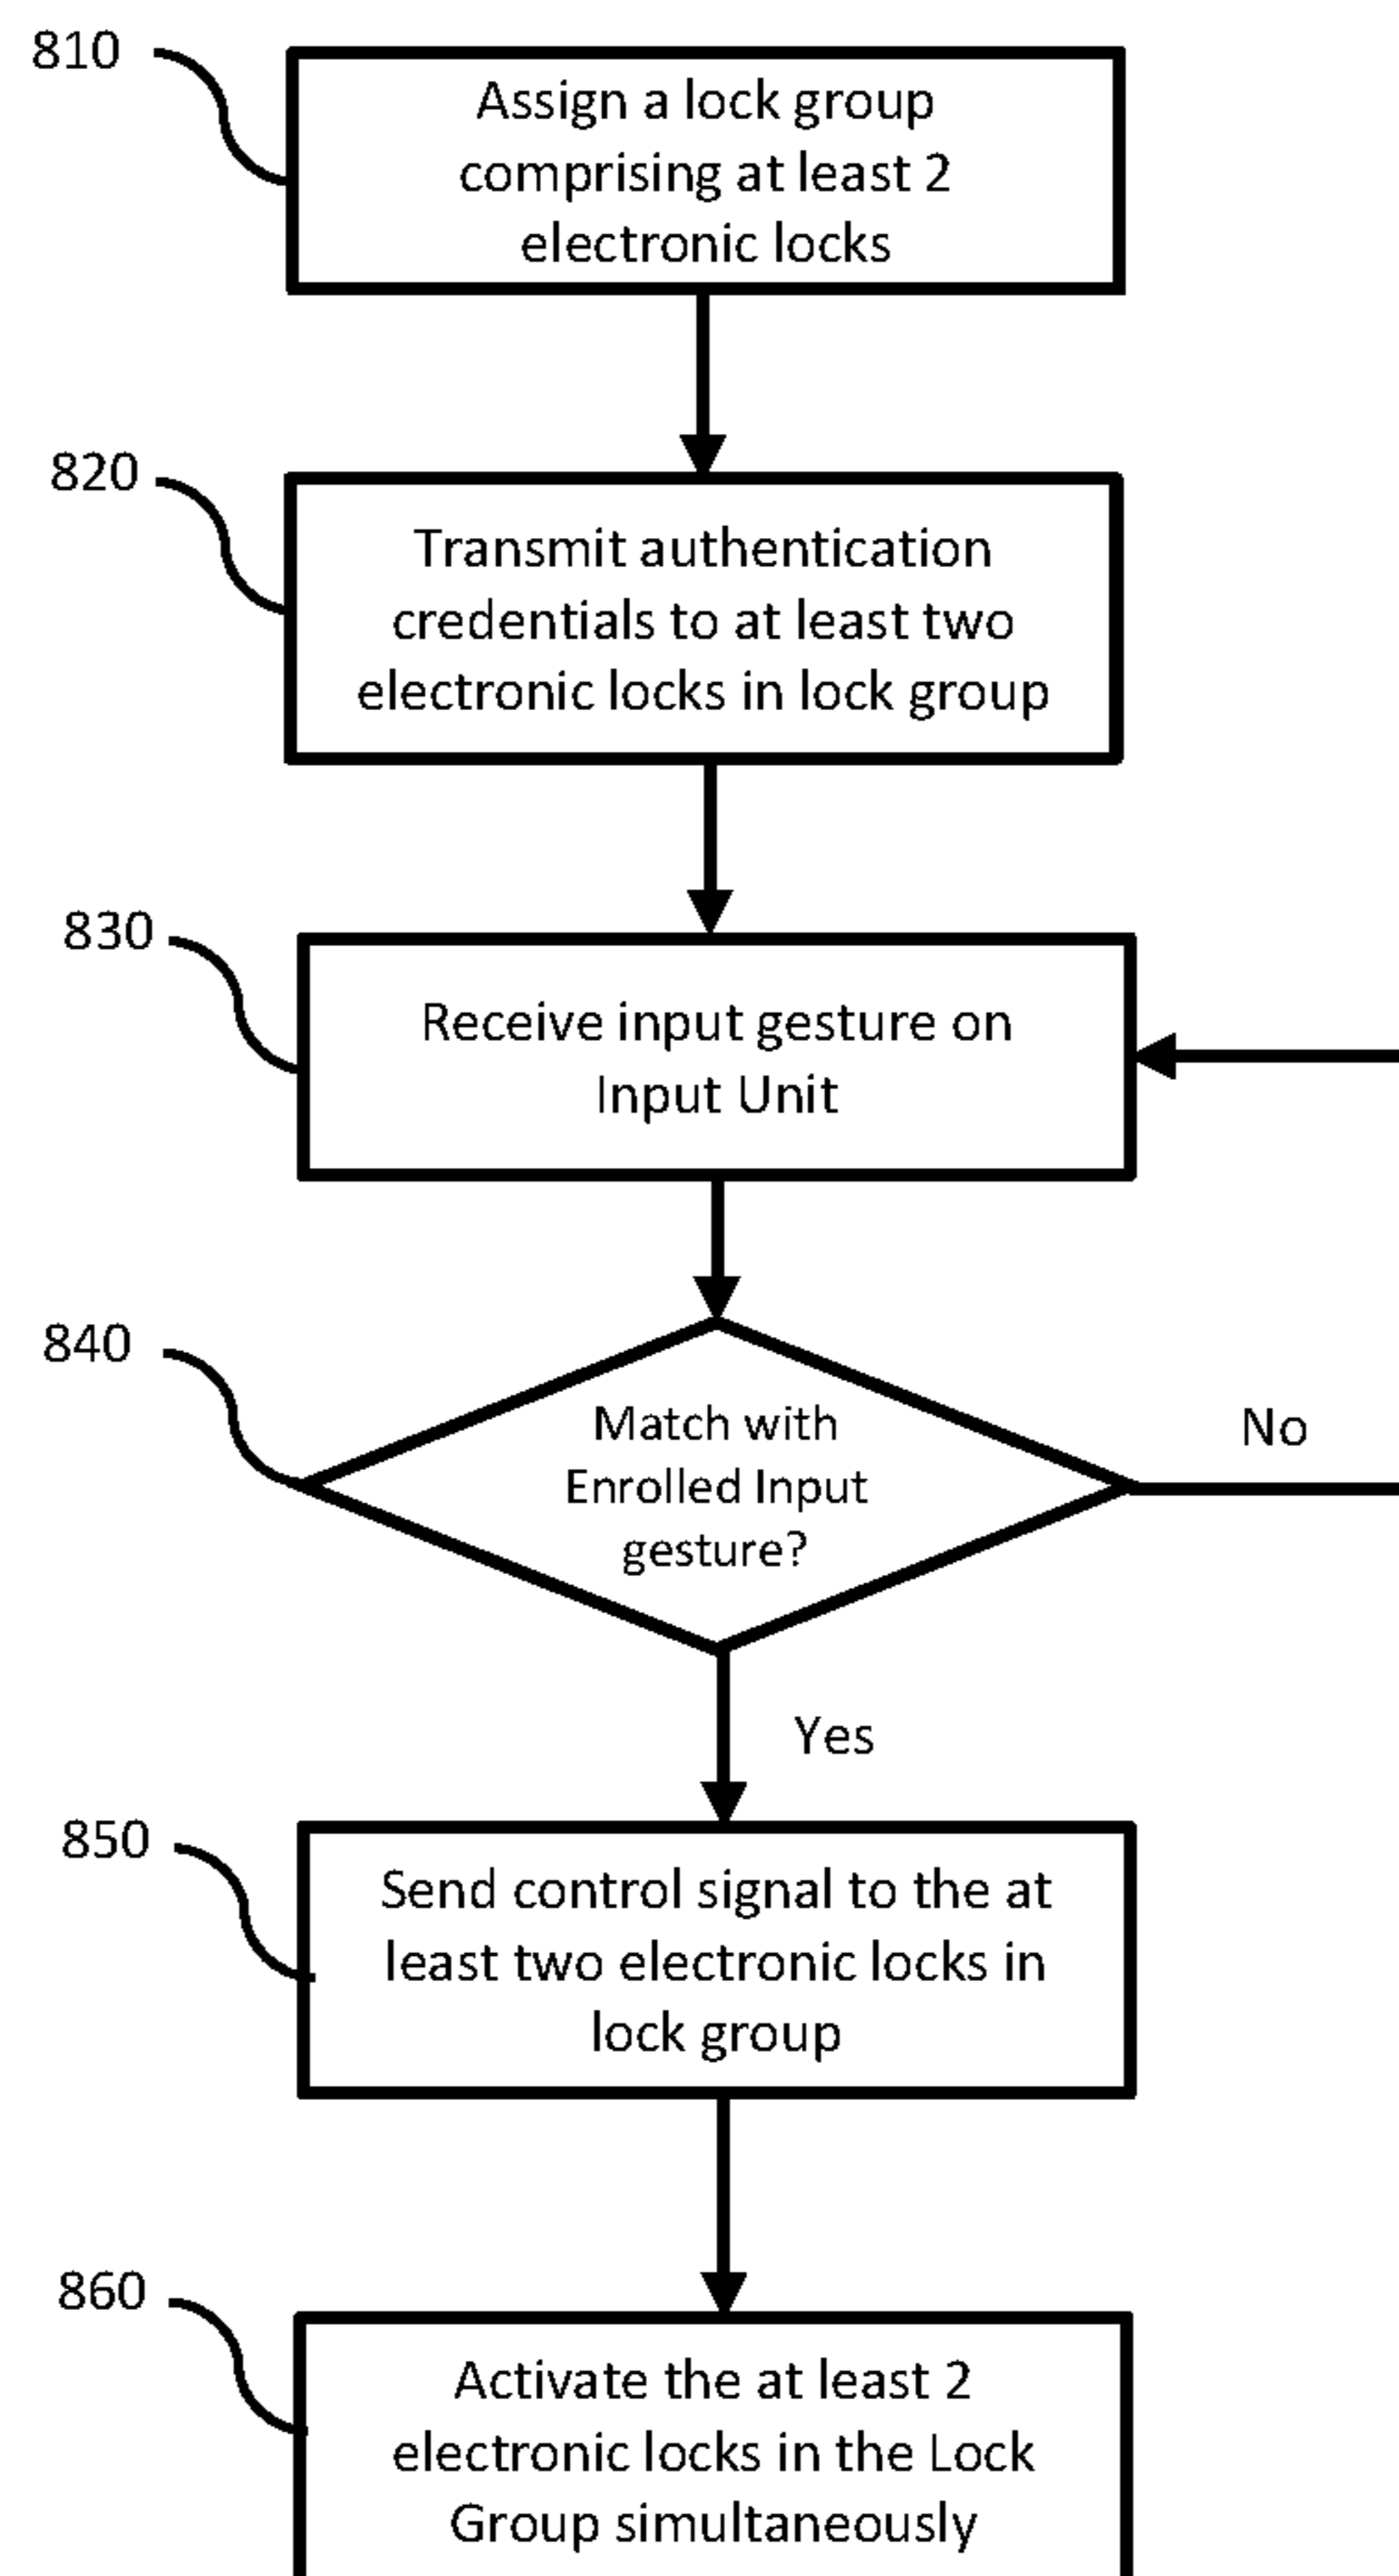 810
Assign a lock group
comprising at least 2
electronic locks
820
Transmit authentication
credentials to at least two
electronic locks in lock group
830
Receive input gesture on
Input Unit
840
Match with
Enrolled Input
gesture?
No
Yes
850
Send control signal to the at
least two electronic locks in
lock group
860
Activate the at least 2
electronic locks in the Lock
Group simultaneously